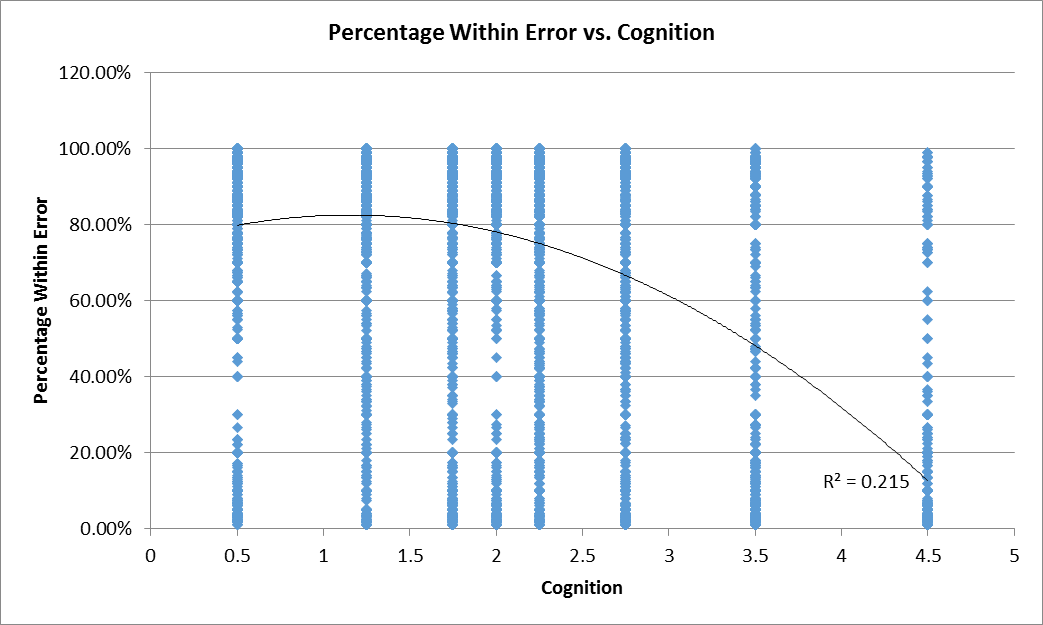 Percentage Within Error vs. Cognition
120.00%
100.00%
80.00%
60.00%
40.00%
20.00%
0.00%
Percentage Within Error
R² = 0.215
0 0.5 1 1.5 2 2.5 3 3.5 4 4.5 5
Cognition